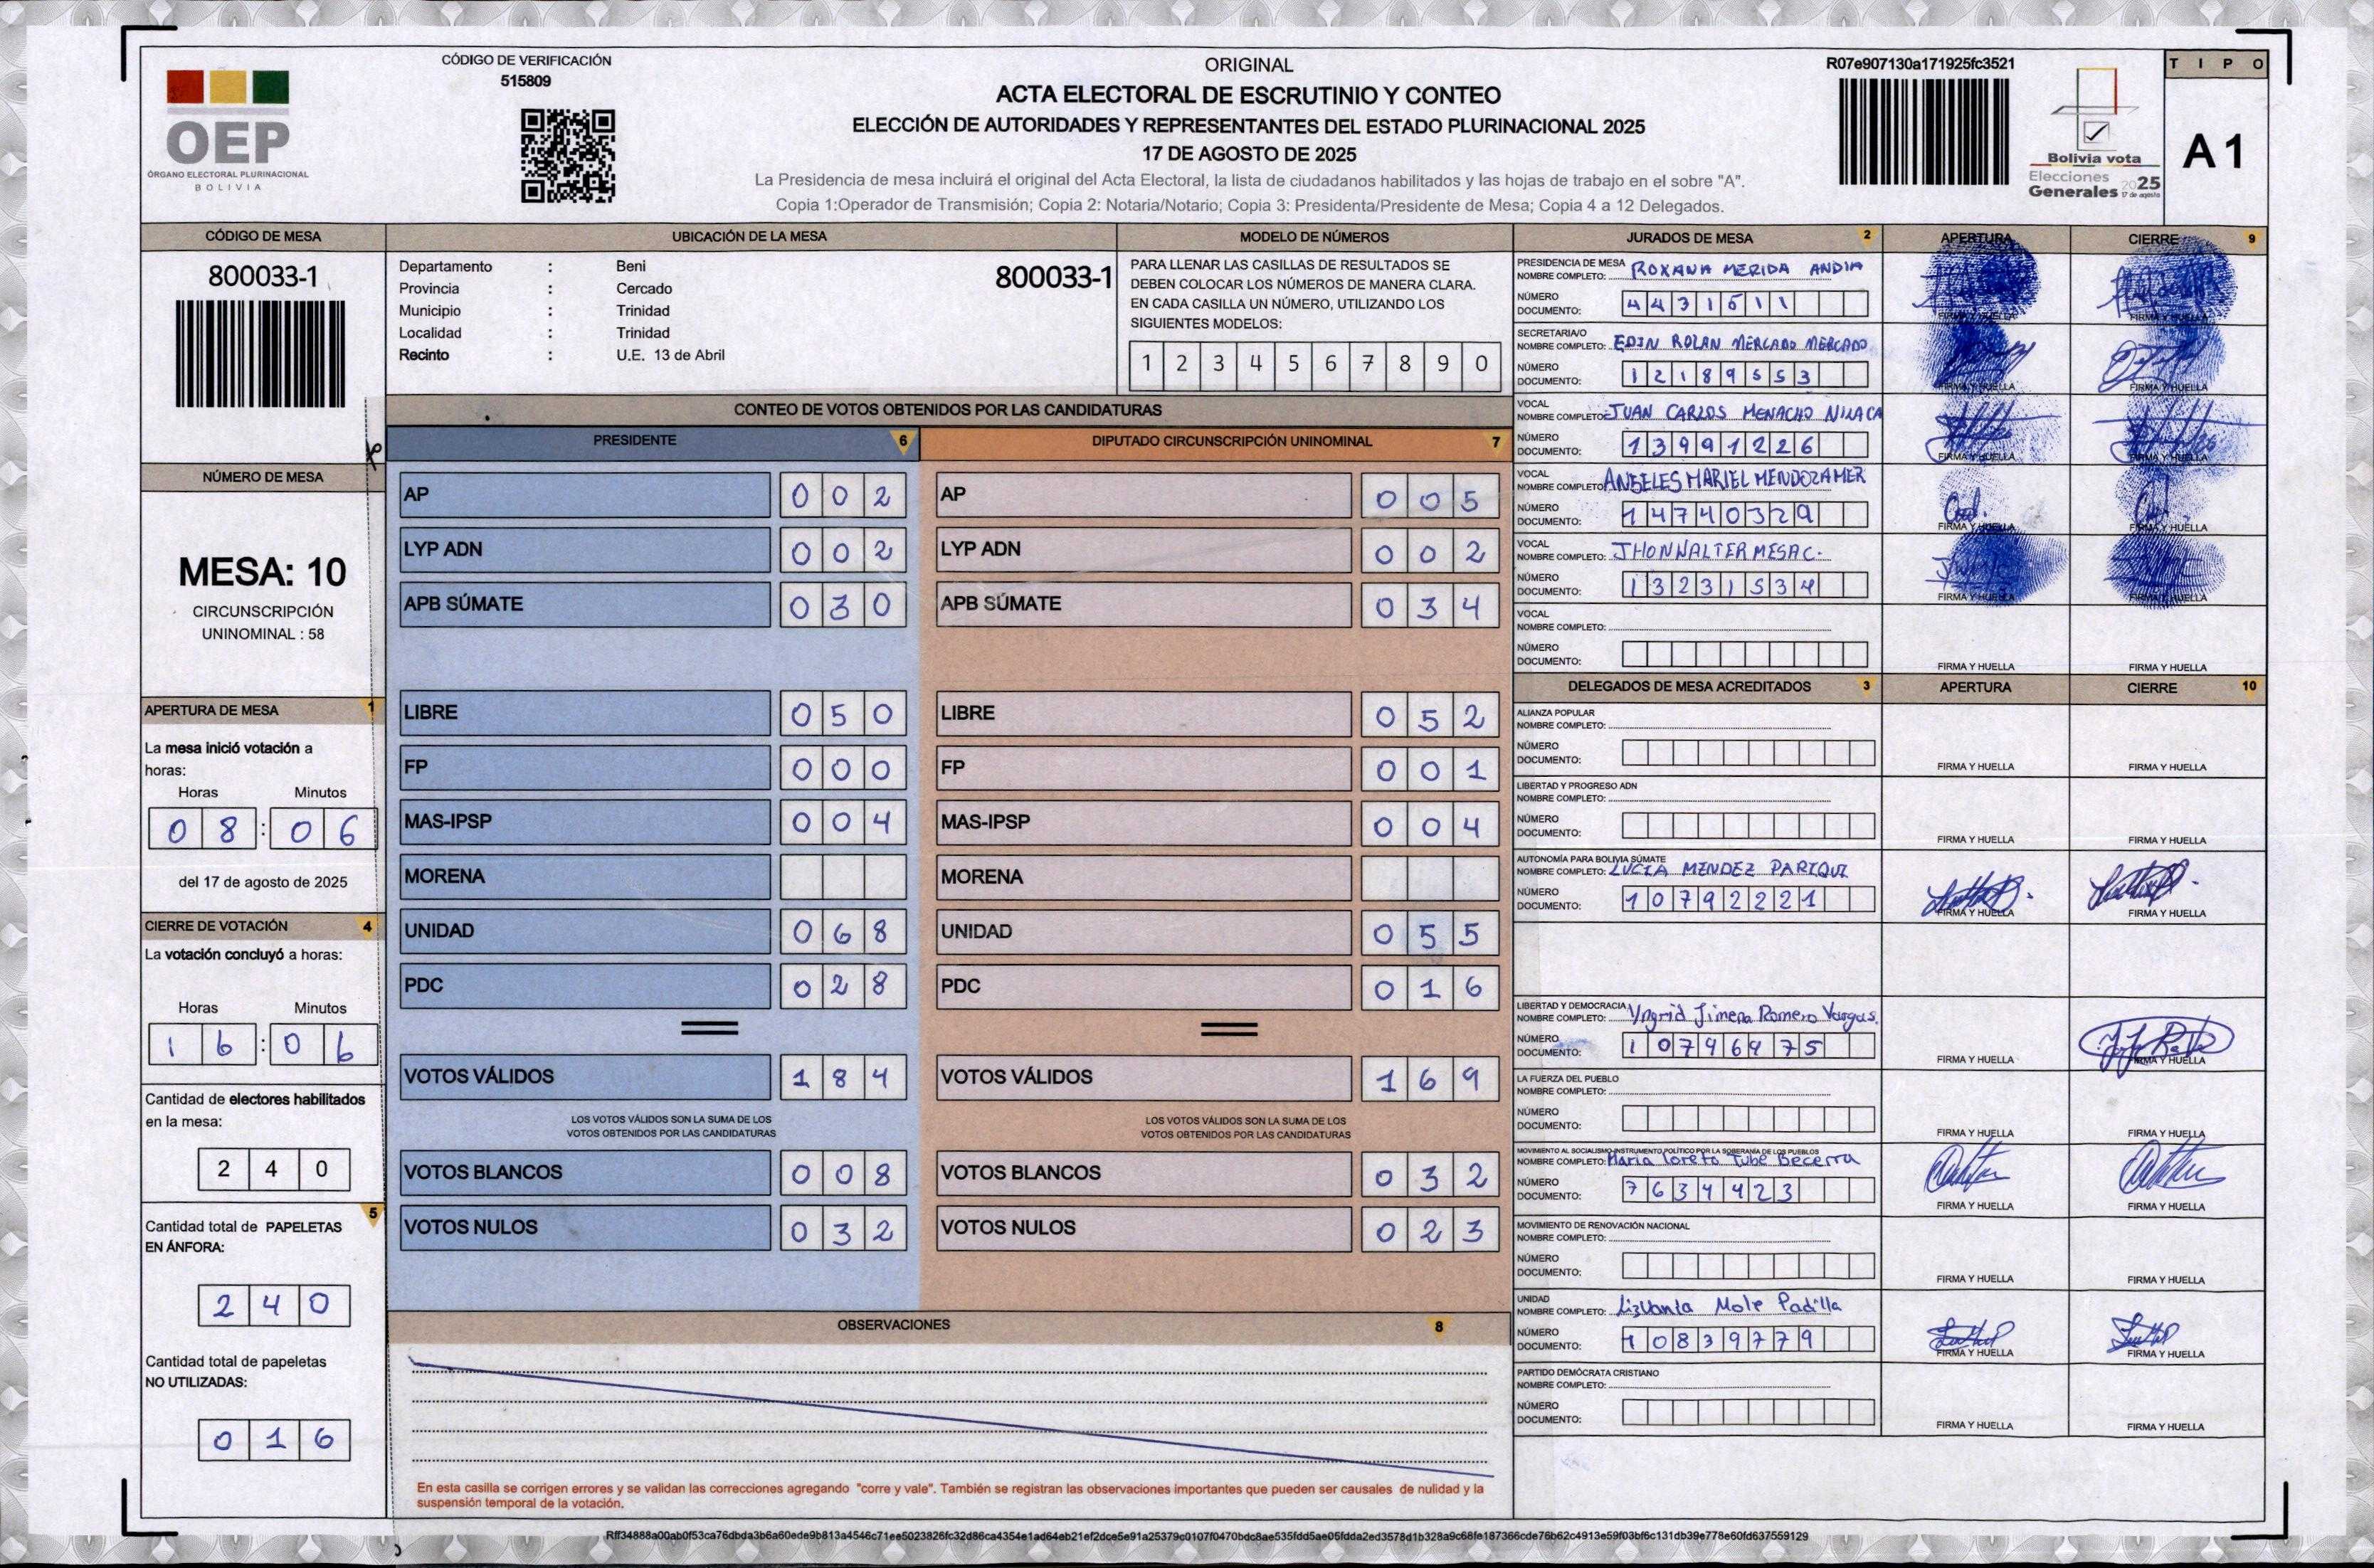 CÓDIGO DE VERIFICACIÓN
515809
OEP
ÓRGANO ELECTORAL PLURINACIONAL
BOLIVIA
ORIGINAL
ACTA ELECTORAL DE ESCRUTINIO Y CONTEO
ELECCIÓN DE AUTORIDADES Y REPRESENTANTES DEL ESTADO PLURINACIONAL 2025
17 DE AGOSTO DE 2025
La Presidencia de mesa incluirá el original del Acta Electoral, la lista de ciudadanos habilitados y las hojas de trabajo en el sobre "A".
Copia 1:Operador de Transmisión; Copia 2: Notaria/Notario; Copia 3: Presidenta/Presidente de Mesa; Copia 4 a 12 Delegados.
R07e907130a171925fc3521
Bolivia vota
Elecciones
Generales 2025
17 de agosto
TIPO
A1
CÓDIGO DE MESA
800033-1
NÚMERO DE MESA
MESA: 10
CIRCUNSCRIPCIÓN
UNINOMINAL : 58
APERTURA DE MESA 1
La mesa inició votación a
horas:
Horas Minutos
08:06
del 17 de agosto de 2025
CIERRE DE VOTACIÓN 4
La votación concluyó a horas:
Horas Minutos
16:06
Cantidad de electores habilitados
en la mesa:
240
5
Cantidad total de PAPELETAS
EN ÁNFORA:
240
Cantidad total de papeletas
NO UTILIZADAS:
016
UBICACIÓN DE LA MESA
Departamento : Beni 800033-1
Provincia : Cercado
Municipio : Trinidad
Localidad : Trinidad
Recinto : U.E. 13 de Abril
MODELO DE NÚMEROS
PARA LLENAR LAS CASILLAS DE RESULTADOS SE
DEBEN COLOCAR LOS NÚMEROS DE MANERA CLARA.
EN CADA CASILLA UN NÚMERO, UTILIZANDO LOS
SIGUIENTES MODELOS:
1 2 3 4 5 6 7 8 9 0
CONTEO DE VOTOS OBTENIDOS POR LAS CANDIDATURAS
PRESIDENTE 6
AP 002
LYP ADN 002
APB SÚMATE 030
LIBRE 050
FP 000
MAS-IPSP 004
MORENA
UNIDAD 068
PDC 028
VOTOS VÁLIDOS 184
LOS VOTOS VÁLIDOS SON LA SUMA DE LOS
VOTOS OBTENIDOS POR LAS CANDIDATURAS
VOTOS BLANCOS 008
VOTOS NULOS 032
DIPUTADO CIRCUNSCRIPCIÓN UNINOMINAL 7
AP 005
LYP ADN 002
APB SÚMATE 034
LIBRE 052
FP 001
MAS-IPSP 004
MORENA
UNIDAD 055
PDC 016
VOTOS VÁLIDOS 169
LOS VOTOS VÁLIDOS SON LA SUMA DE LOS
VOTOS OBTENIDOS POR LAS CANDIDATURAS
VOTOS BLANCOS 032
VOTOS NULOS 023
OBSERVACIONES 8
En esta casilla se corrigen errores y se validan las correcciones agregando "corre y vale". También se registran las observaciones importantes que pueden ser causales de nulidad y la
suspensión temporal de la votación.
JURADOS DE MESA 2 APERTURA CIERRE 9
PRESIDENCIA DE MESA
NOMBRE COMPLETO: ROXANA MERIDA ANDIA
NÚMERO
DOCUMENTO: 4431511
FIRMA Y HUELLA FIRMA Y HUELLA
SECRETARIA/O
NOMBRE COMPLETO: EDIN ROLAN MERCADO MERCADO
NÚMERO
DOCUMENTO: 12189553
FIRMA Y HUELLA FIRMA Y HUELLA
VOCAL
NOMBRE COMPLETO: JUAN CARLOS MENACHO
NÚMERO
DOCUMENTO: 13991226
FIRMA Y HUELLA FIRMA Y HUELLA
VOCAL
NOMBRE COMPLETO: ANGELES MARIEL MENDOZA MER
NÚMERO
DOCUMENTO: 14740329
FIRMA Y HUELLA FIRMA Y HUELLA
VOCAL
NOMBRE COMPLETO: JHON WALTER MESA C.
NÚMERO
DOCUMENTO: 13231534
FIRMA Y HUELLA FIRMA Y HUELLA
VOCAL
NOMBRE COMPLETO:
NÚMERO
DOCUMENTO:
FIRMA Y HUELLA FIRMA Y HUELLA
DELEGADOS DE MESA ACREDITADOS 3 APERTURA CIERRE 10
ALIANZA POPULAR
NOMBRE COMPLETO:
NÚMERO
DOCUMENTO:
FIRMA Y HUELLA FIRMA Y HUELLA
LIBERTAD Y PROGRESO ADN
NOMBRE COMPLETO:
NÚMERO
DOCUMENTO:
FIRMA Y HUELLA FIRMA Y HUELLA
AUTONOMÍA PARA BOLIVIA SÚMATE
NOMBRE COMPLETO: LUCIA MENDEZ PARIQUI
NÚMERO
DOCUMENTO: 10792221
FIRMA Y HUELLA FIRMA Y HUELLA
LIBERTAD Y DEMOCRACIA
NOMBRE COMPLETO: Yngrid Jimena Romero Vargas.
NÚMERO
DOCUMENTO: 10796475
FIRMA Y HUELLA FIRMA Y HUELLA
LA FUERZA DEL PUEBLO
NOMBRE COMPLETO:
NÚMERO
DOCUMENTO:
FIRMA Y HUELLA FIRMA Y HUELLA
MOVIMIENTO AL SOCIALISMO-INSTRUMENTO POLÍTICO POR LA SOBERANÍA DE LOS PUEBLOS
NOMBRE COMPLETO: Maria Loreto Tube Becerra
NÚMERO
DOCUMENTO: 7634423
FIRMA Y HUELLA FIRMA Y HUELLA
MOVIMIENTO DE RENOVACIÓN NACIONAL
NOMBRE COMPLETO:
NÚMERO
DOCUMENTO:
FIRMA Y HUELLA FIRMA Y HUELLA
UNIDAD
NOMBRE COMPLETO: Lizvania Mole Padilla
NÚMERO
DOCUMENTO: 10839779
FIRMA Y HUELLA FIRMA Y HUELLA
PARTIDO DEMÓCRATA CRISTIANO
NOMBRE COMPLETO:
NÚMERO
DOCUMENTO:
FIRMA Y HUELLA FIRMA Y HUELLA